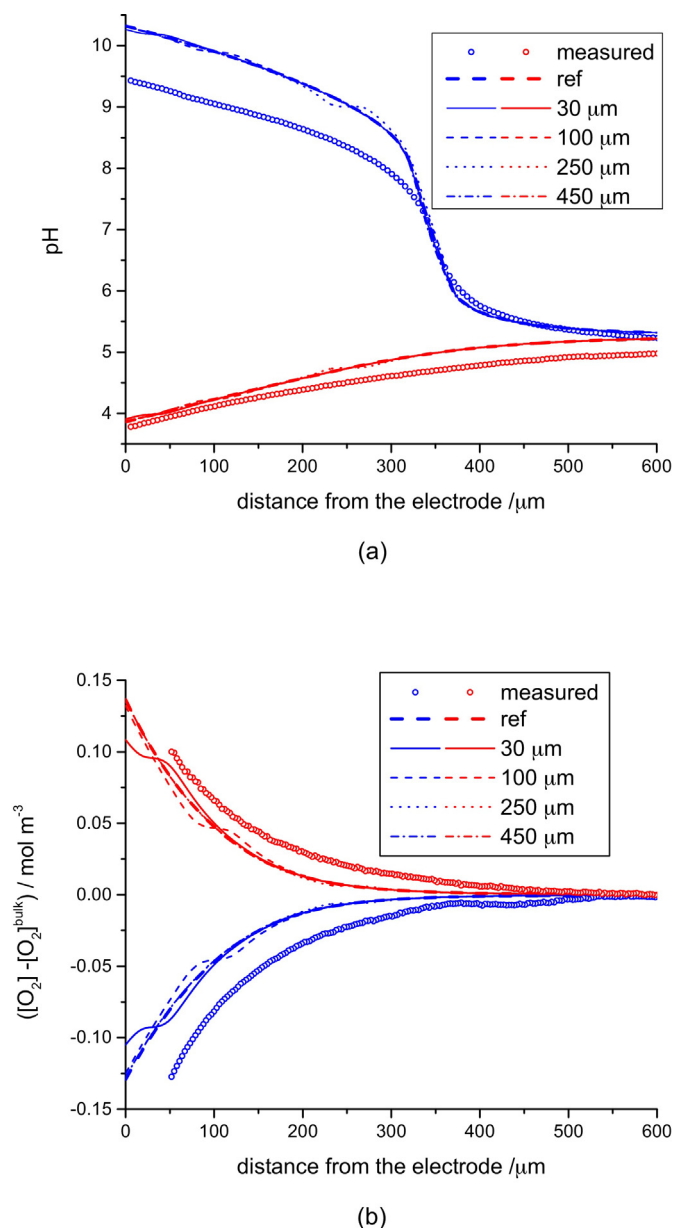 10
9
8
7
6
5
4
pH
measured
ref
30 μm
100 μm
250 μm
450 μm
0 100 200 300 400 500 600
distance from the electrode /μm
(a)
0.15
0.10
0.05
0.00
-0.05
-0.10
-0.15
([O₂] -[O₂]ᵇᵘˡᵏ) / mol m⁻³
measured
ref
30 μm
100 μm
250 μm
450 μm
0 100 200 300 400 500 600
distance from the electrode /μm
(b)